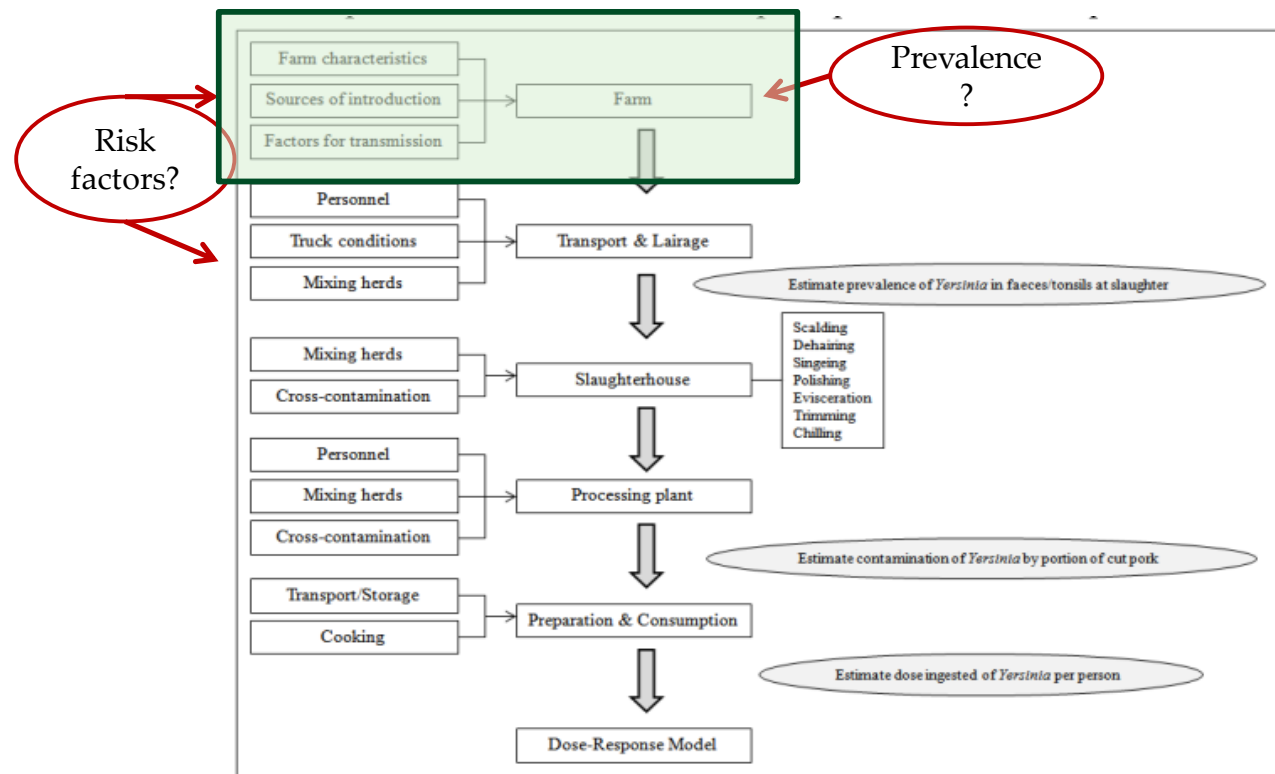 Farm characteristics
Sources of introduction
Factors for transmission
Farm
Prevalence
?
Risk
factors?
Personnel
Truck conditions
Mixing herds
Transport & Lairage
Estimate prevalence of Yersinia in faeces/tonsils at slaughter
Mixing herds
Cross-contamination
Slaughterhouse
Scalding
Dehairing
Singeing
Polishing
Evisceration
Trimming
Chilling
Personnel
Mixing herds
Cross-contamination
Processing plant
Estimate contamination of Yersinia by portion of cut pork
Transport/Storage
Cooking
Preparation & Consumption
Estimate dose ingested of Yersinia per person
Dose-Response Model